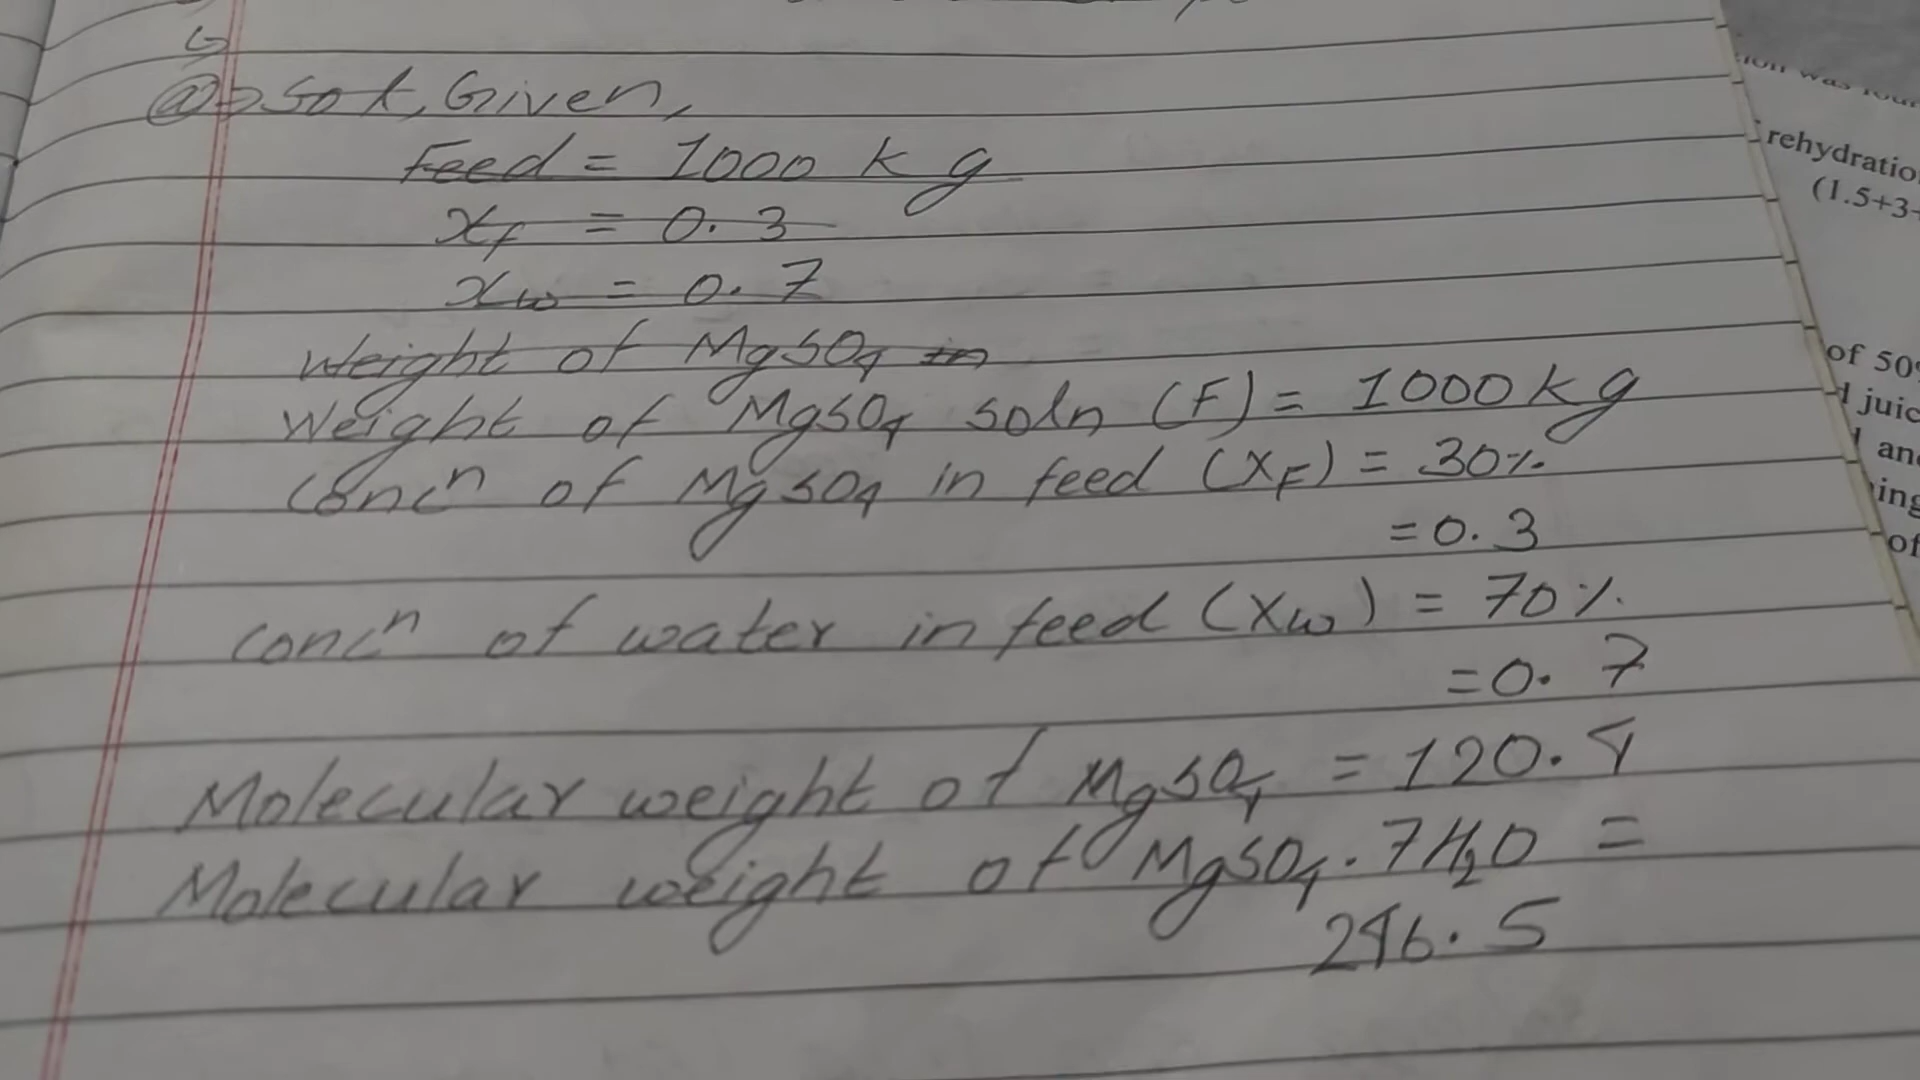 @⇒ Sol, Given,
Feed = 1000 kg
xf = 0.3
xw = 0.7
Weight of MgSO4 in
Weight of MgSO4 soln (F) = 1000 kg
Concn of MgSO4 in feed (XF) = 30%
= 0.3
concn of water in feed (Xw) = 70%
= 0.7
Molecular weight of MgSO4 = 120.4
Molecular weight of MgSO4.7H2O =
246.5
rehydratio
(1.5+3
of 50%
juic
an
ing
of